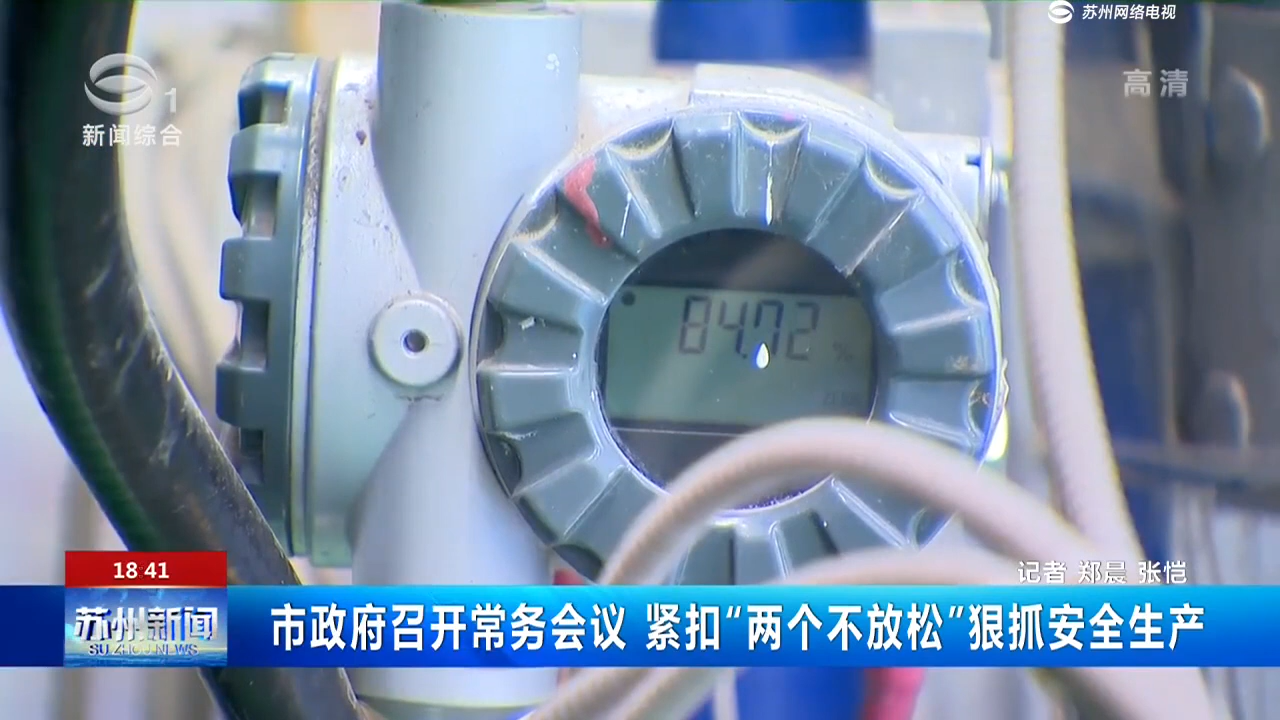 苏州网络电视
高清
1
新闻综合
84.72
%
记者 郑晨 张恺
18:41
市政府召开常务会议 紧扣“两个不放松”狠抓安全生产
苏州新闻
SUZHOU NEWS